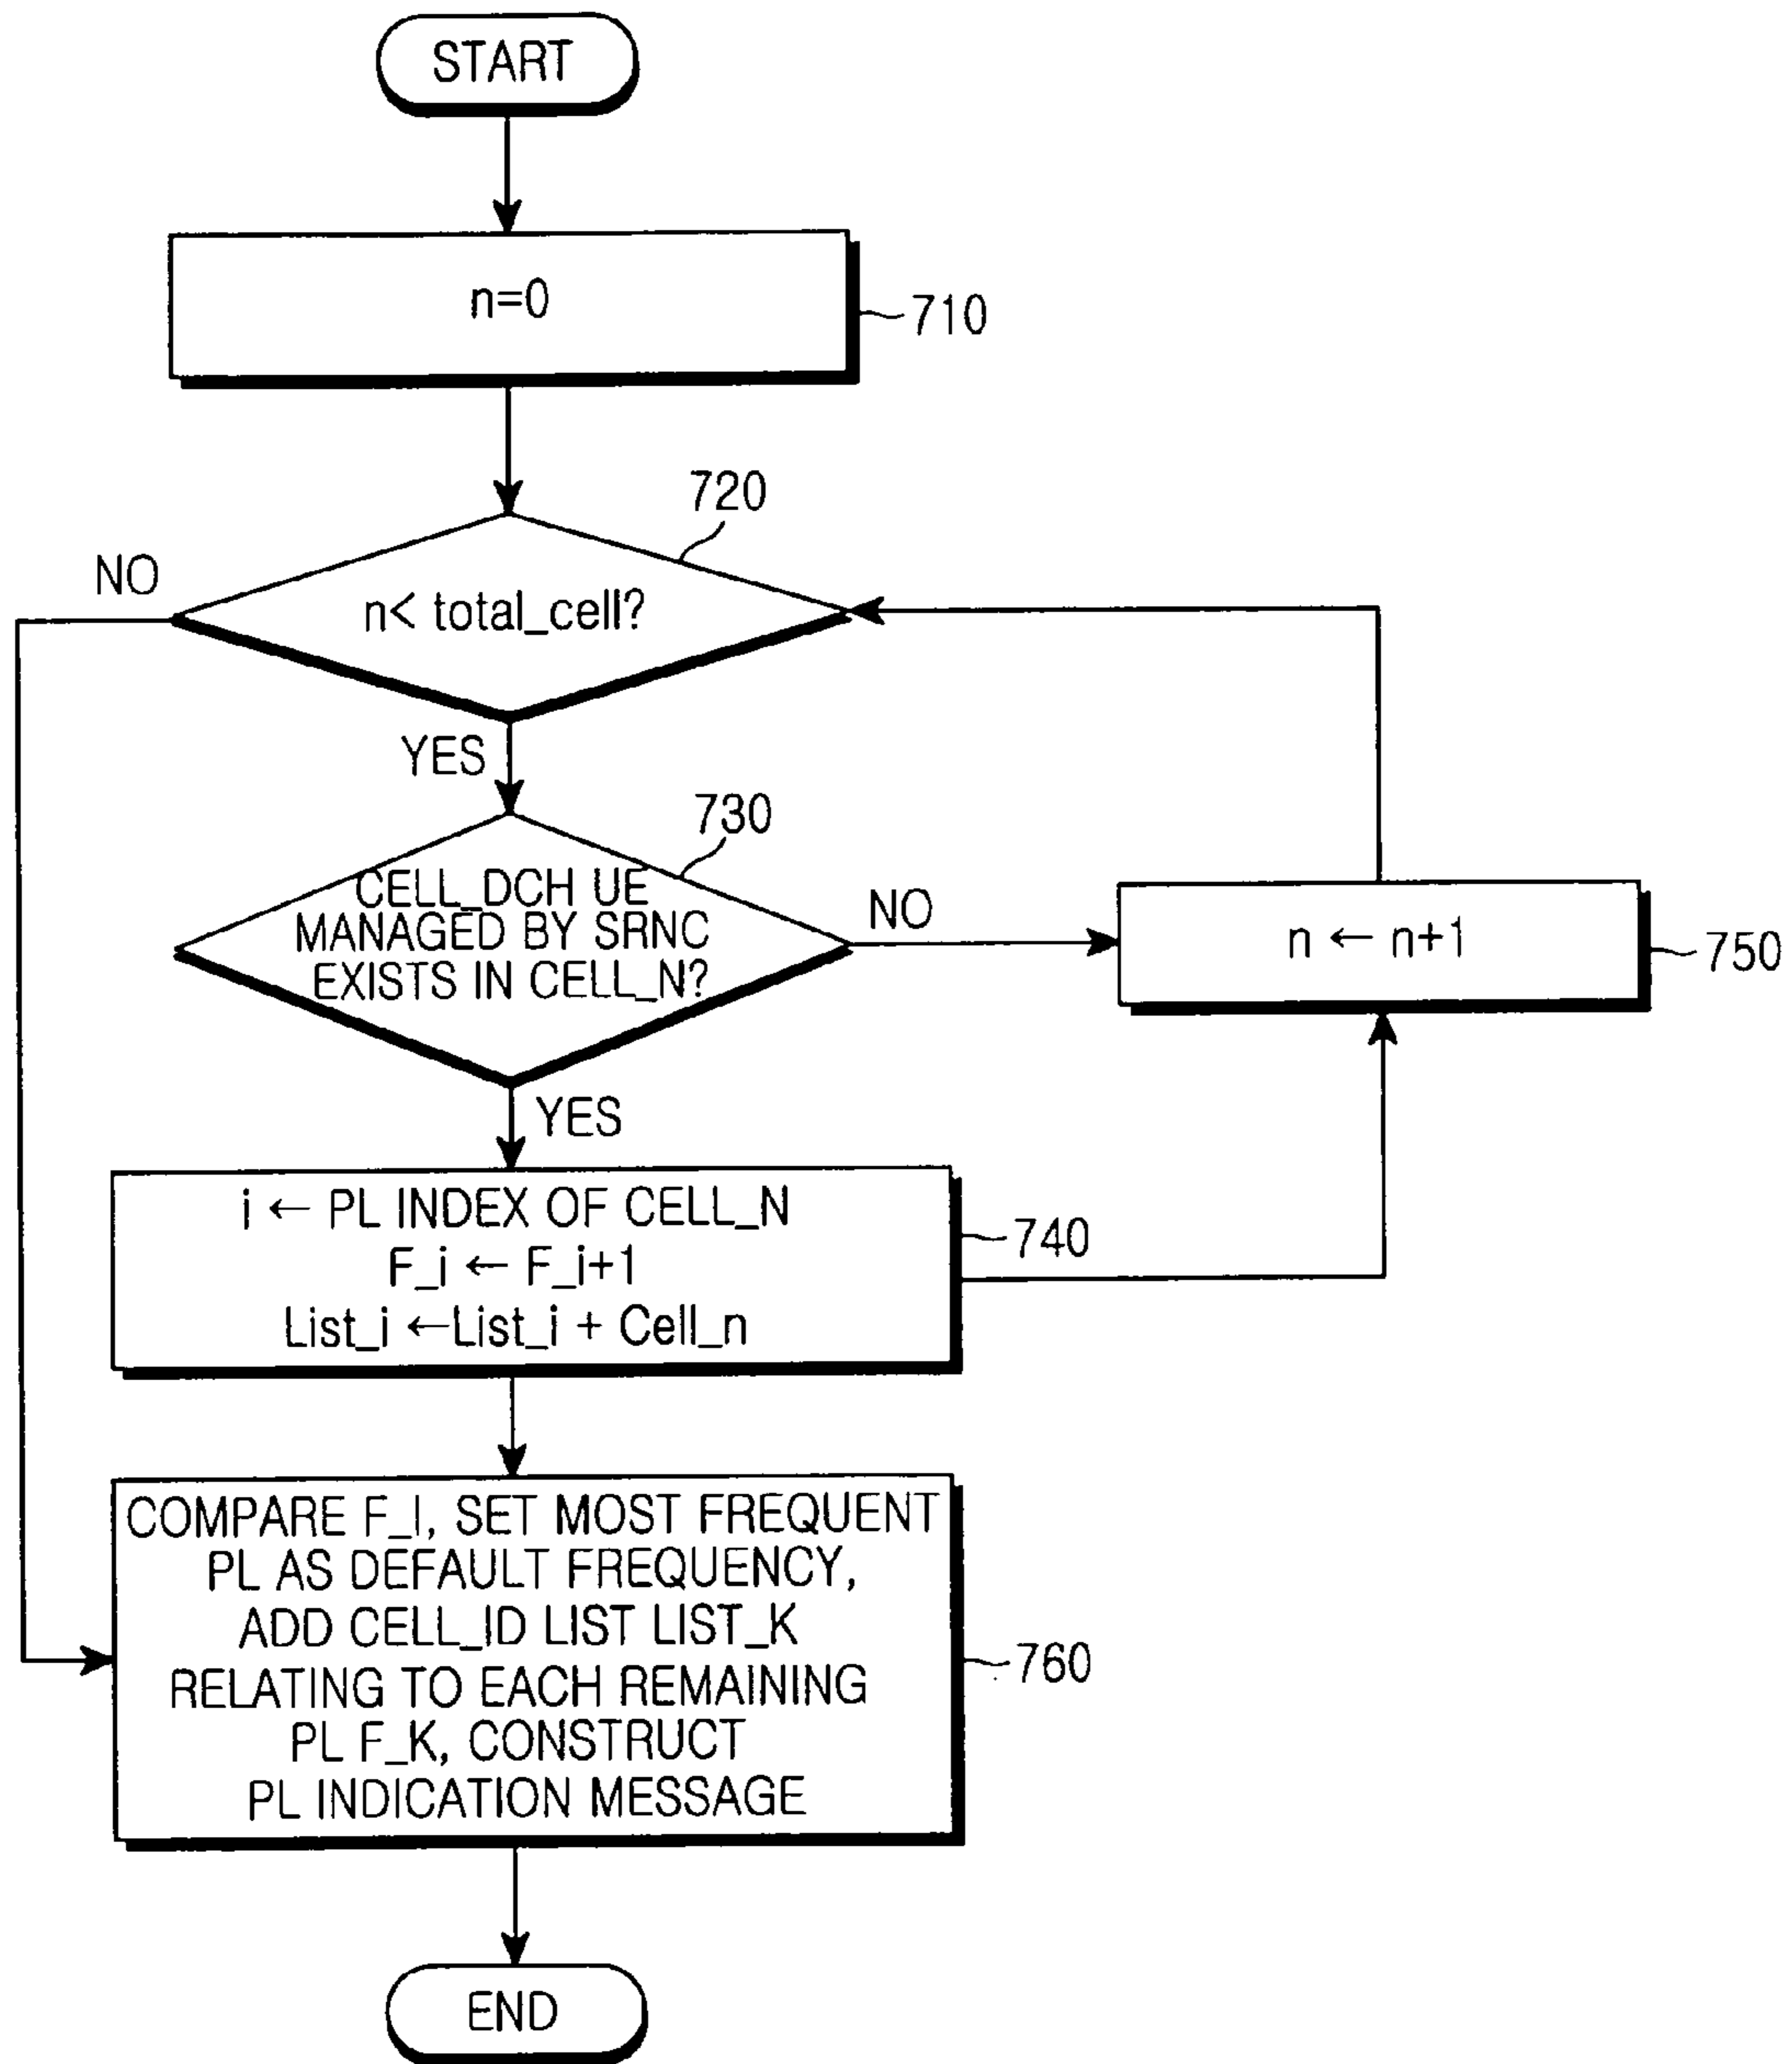 START
n=0
710
720
NO
n< total_cell?
YES
730
CELL_DCH UE
MANAGED BY SRNC
EXISTS IN CELL_N?
NO
n ← n+1
750
YES
i ← PL INDEX OF CELL_N
F_i ← F_i+1
List_i ←List_i + Cell_n
740
COMPARE F_I, SET MOST FREQUENT
PL AS DEFAULT FREQUENCY,
ADD CELL_ID LIST LIST_K
RELATING TO EACH REMAINING
PL F_K, CONSTRUCT
PL INDICATION MESSAGE
760
END